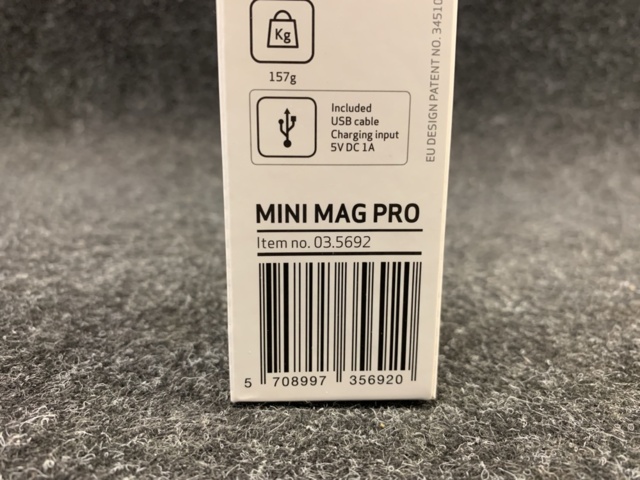 Kg
157g
Included
USB cable
Charging input
5V DC 1A
EU DESIGN PATENT NO. 34510
MINI MAG PRO
Item no. 03.5692
5 708997 356920